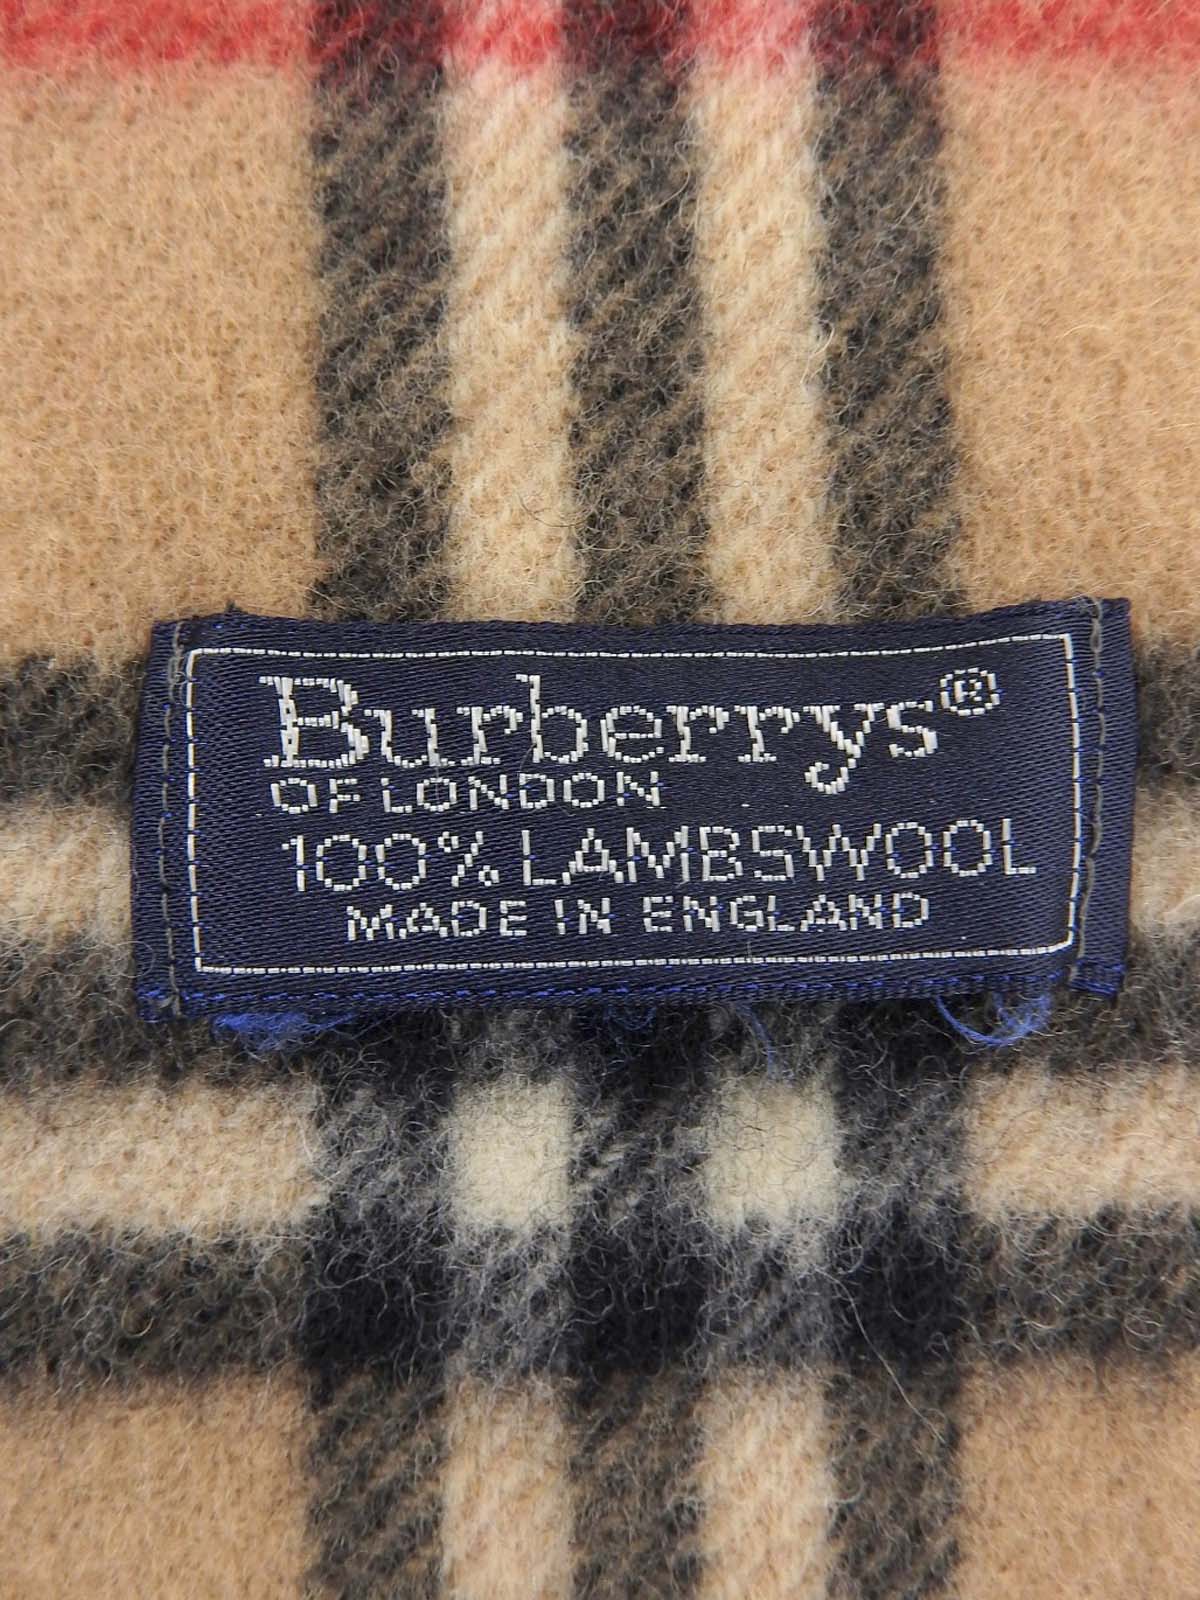 Burberrys®
OF LONDON
100% LAMBSWOOL
MADE IN ENGLAND